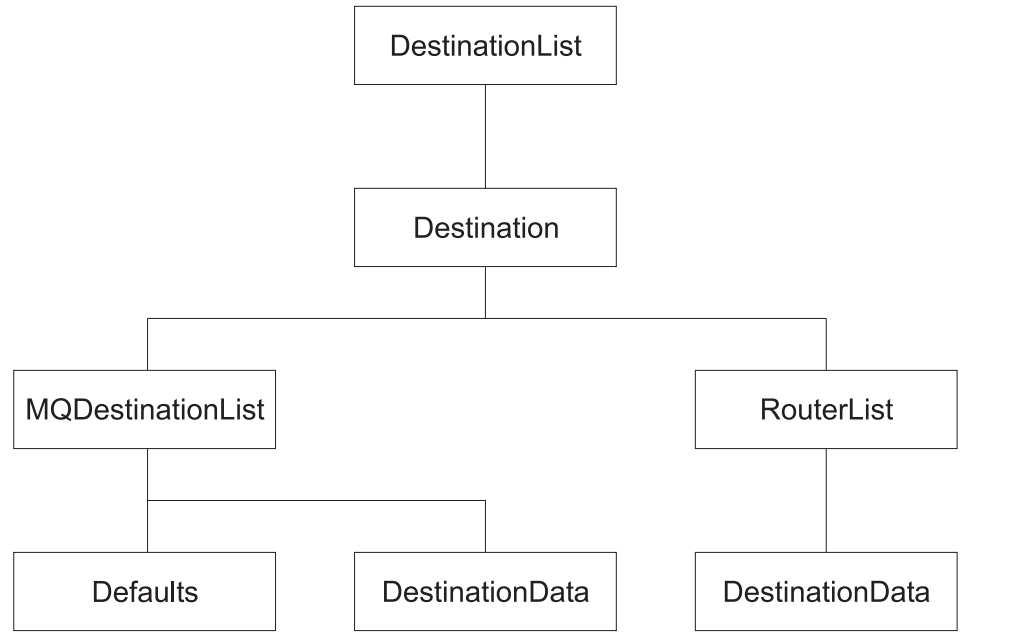 DestinationList
Destination
MQDestinationList
RouterList
Defaults
DestinationData
DestinationData